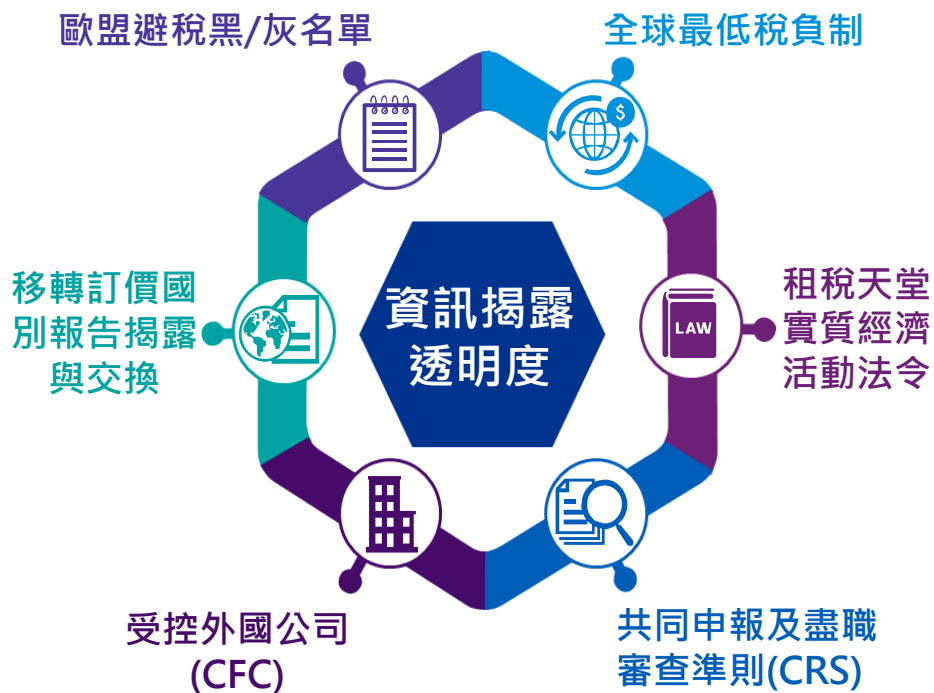 歐盟避稅黑/灰名單
全球最低稅負制
$
移轉訂價國
別報告揭露
與交換
資訊揭露
透明度
LAW
租稅天堂
實質經濟
活動法令
受控外國公司
(CFC)
共同申報及盡職
審查準則(CRS)